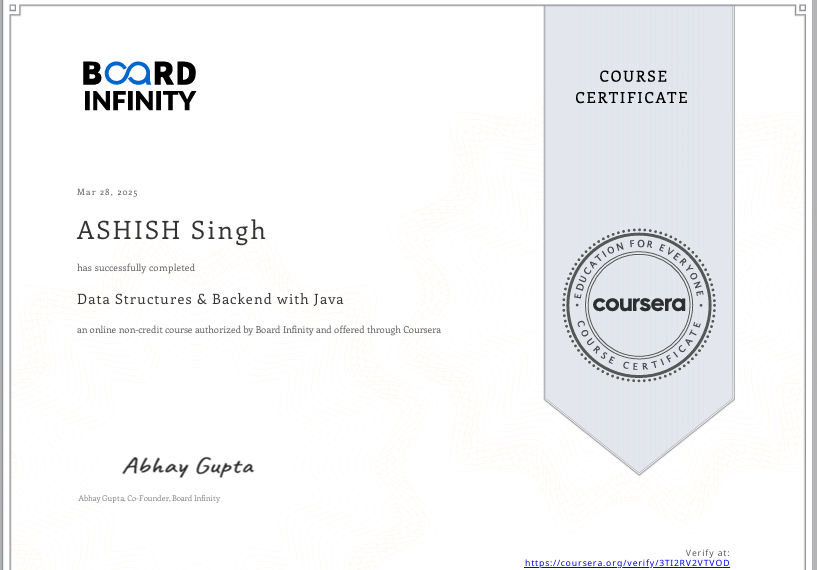 BOARD
INFINITY
COURSE
CERTIFICATE
Mar 28, 2025
ASHISH Singh
has successfully completed
Data Structures & Backend with Java
an online non-credit course authorized by Board Infinity and offered through Coursera
EDUCATION FOR EVERYONE
coursera
COURSE CERTIFICATE
Abhay Gupta
Abhay Gupta, Co-Founder, Board Infinity
Verify at:
https://coursera.org/verify/3TI2RV2VTVOD